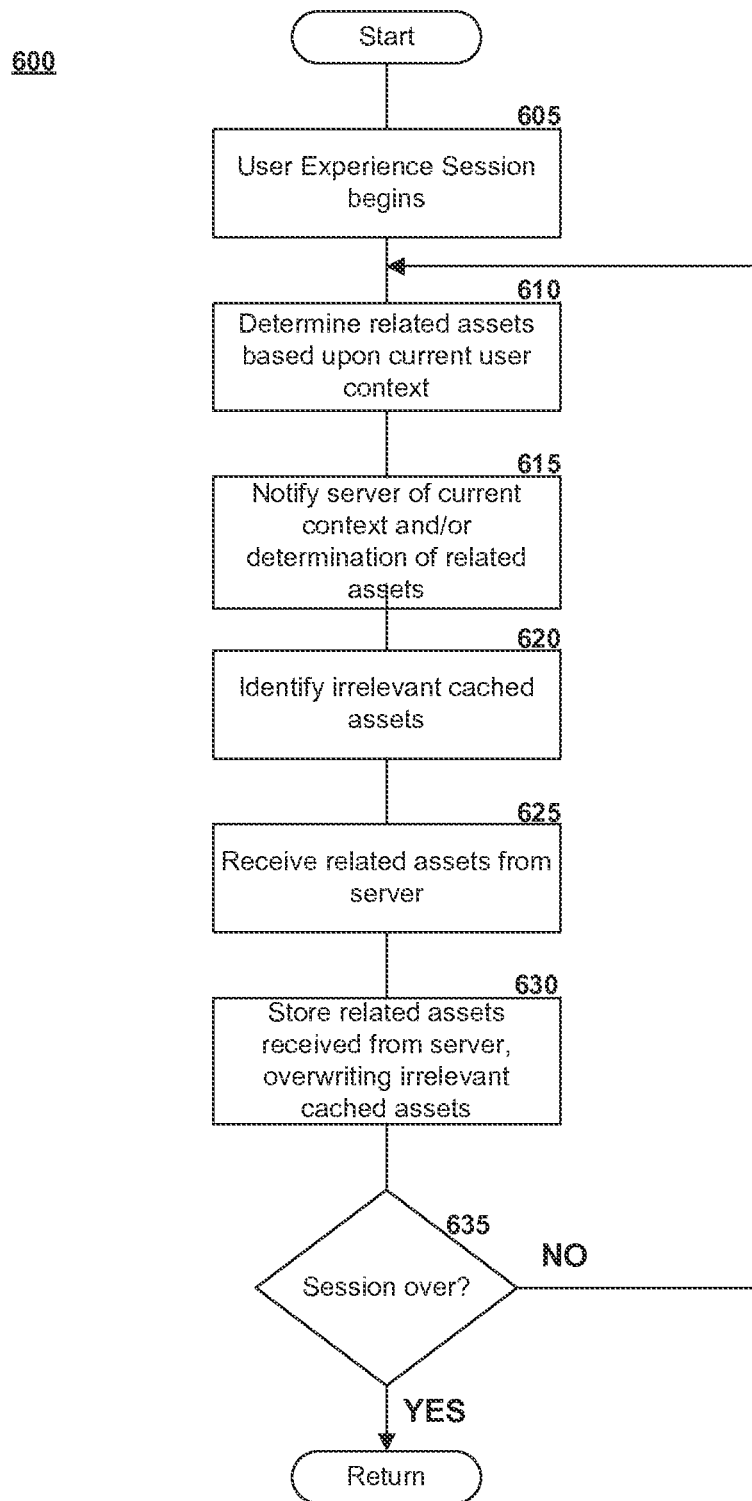 Start
600
605
User Experience Session
begins
610
Determine related assets
based upon current user
context
615
Notify server of current
context and/or
determination of related
assets
620
Identify irrelevant cached
assets
625
Receive related assets from
server
630
Store related assets
received from server,
overwriting irrelevant
cached assets
635
Session over?
NO
YES
Return